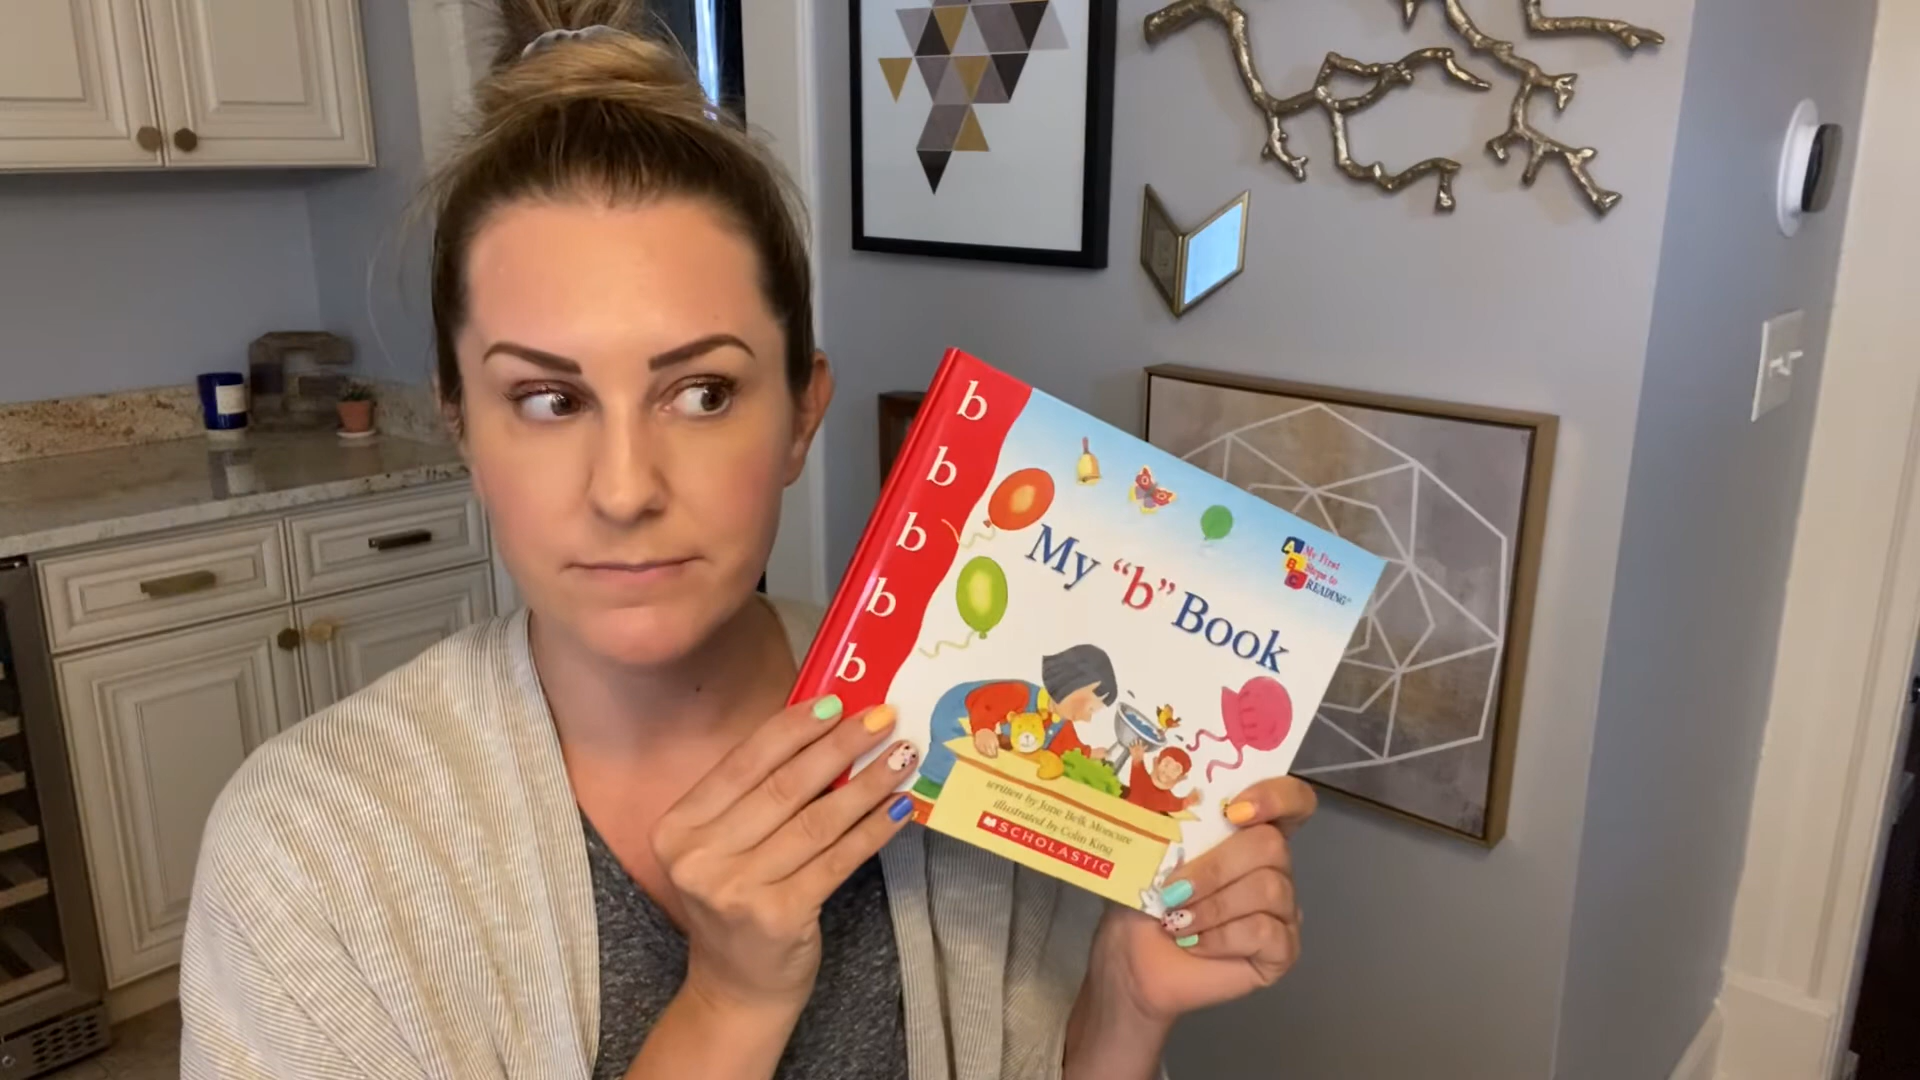 b
b
b
b
b
My "b" Book
A
B
C
My First
Steps to
READING®
written by Jane Belk Moncure
illustrated by Colin King
SCHOLASTIC